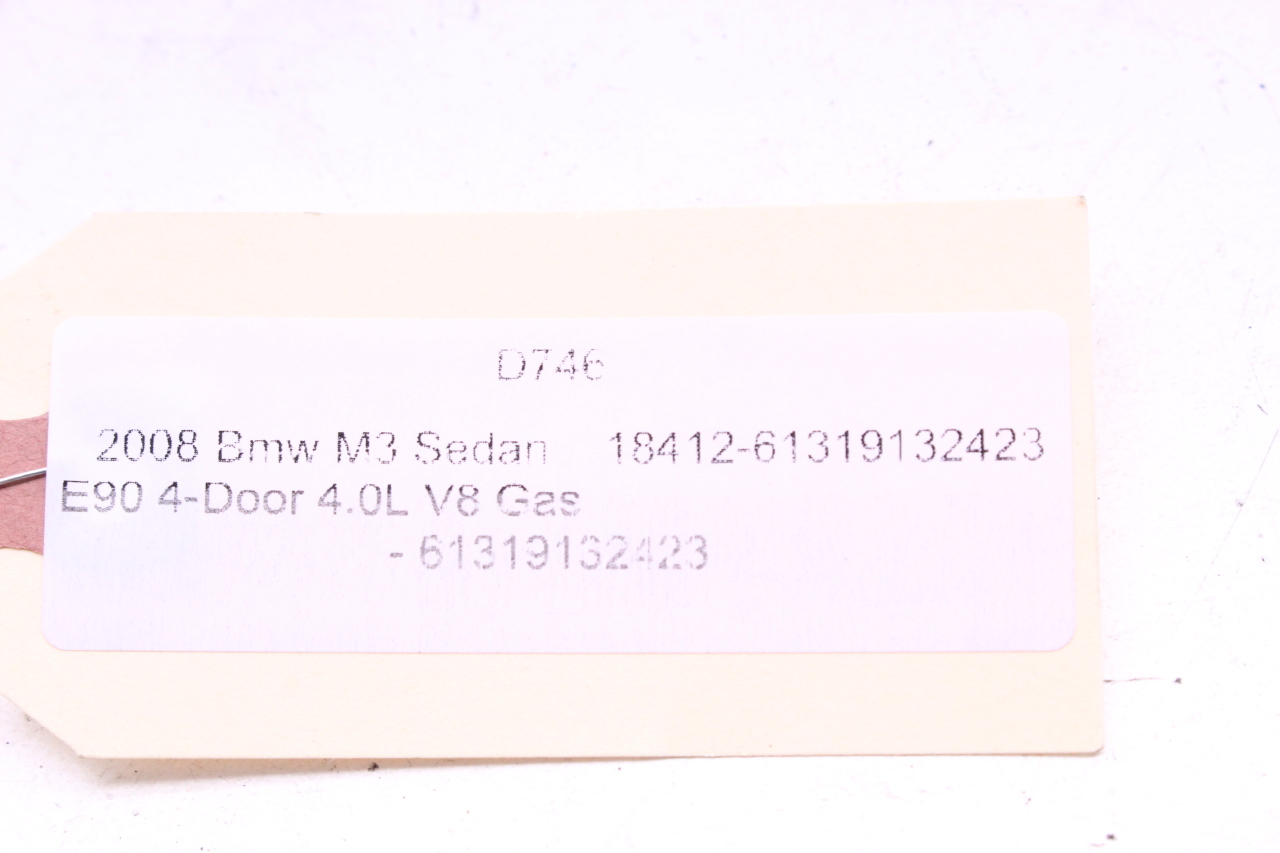 D746
2008 Bmw M3 Sedan 18412-61319132423
E90 4-Door 4.0L V8 Gas
- 61319132423